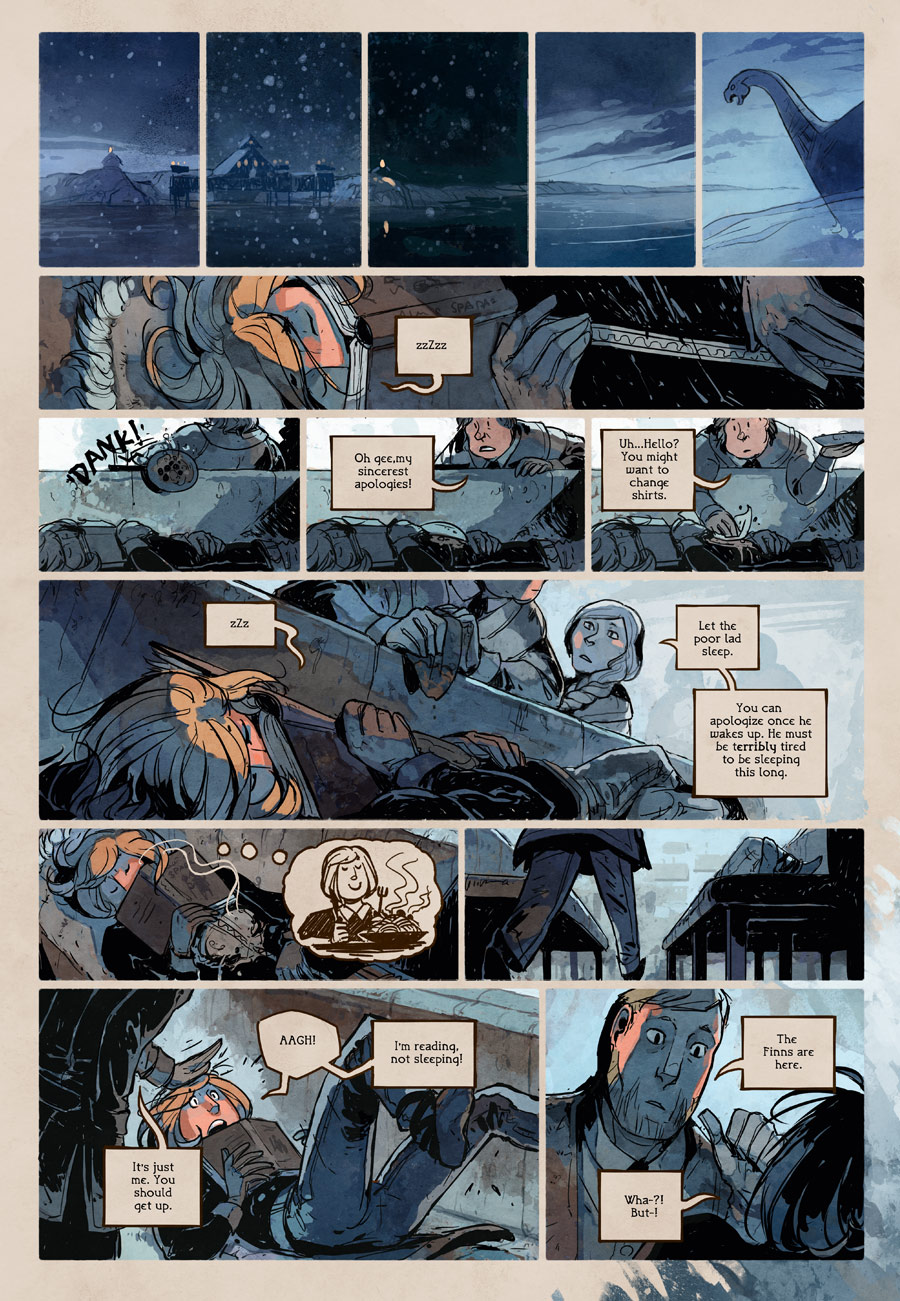 zzZzz
DANK!
Oh gee,my
sincerest
apologies!
Uh...Hello?
You might
want to
change
shirts.
zZz
Let the
poor lad
sleep.
You can
apologize once he
wakes up. He must
be terribly tired
to be sleeping
this long.
AAGH!
I'm reading,
not sleeping!
It's just
me. You
should
get up.
The
Finns are
here.
Wha-?!
But-!